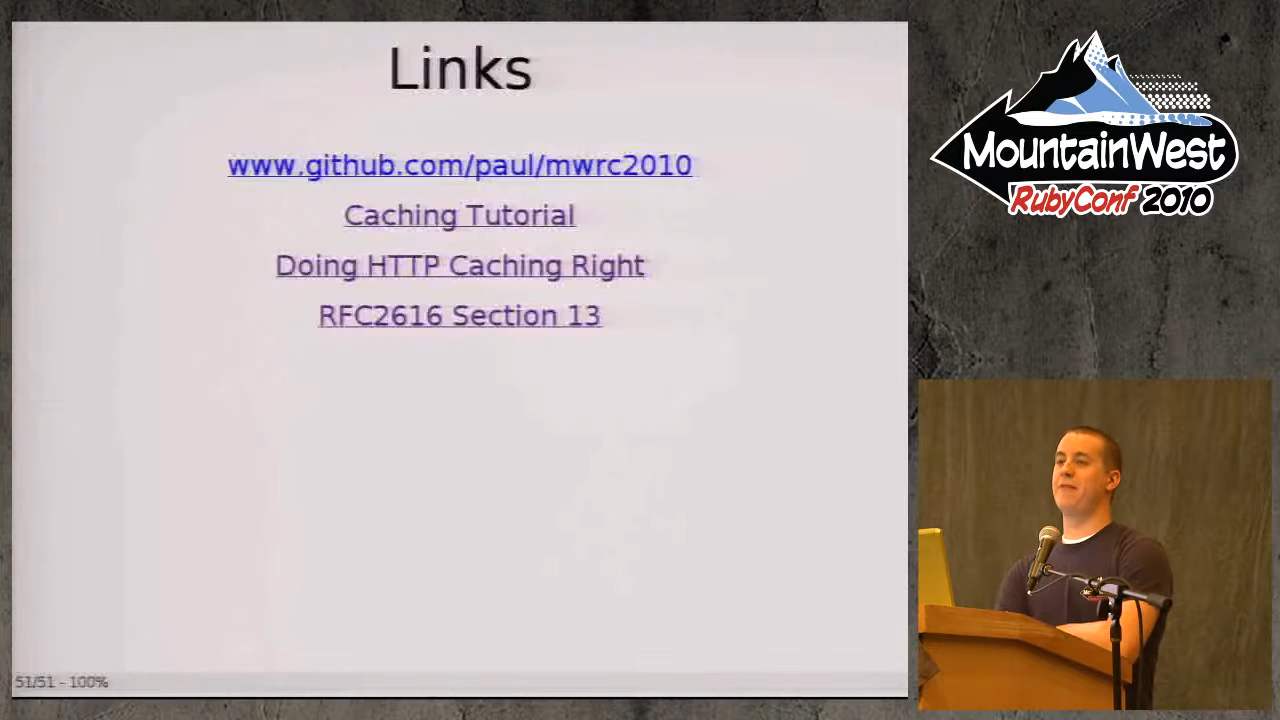 Links
www.github.com/paul/mwrc2010
Caching Tutorial
Doing HTTP Caching Right
RFC2616 Section 13
51/51 - 100%
MountainWest
RubyConf 2010